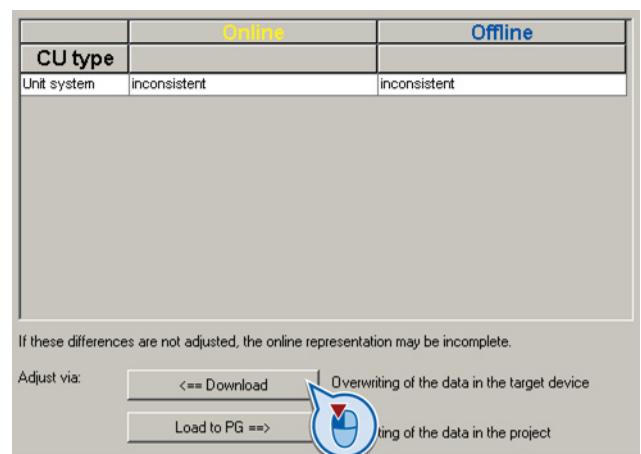 Online Offline
CU type
Unit system inconsistent inconsistent
If these differences are not adjusted, the online representation may be incomplete.
Adjust via: <== Download Overwriting of the data in the target device
Load to PG ==> ting of the data in the project